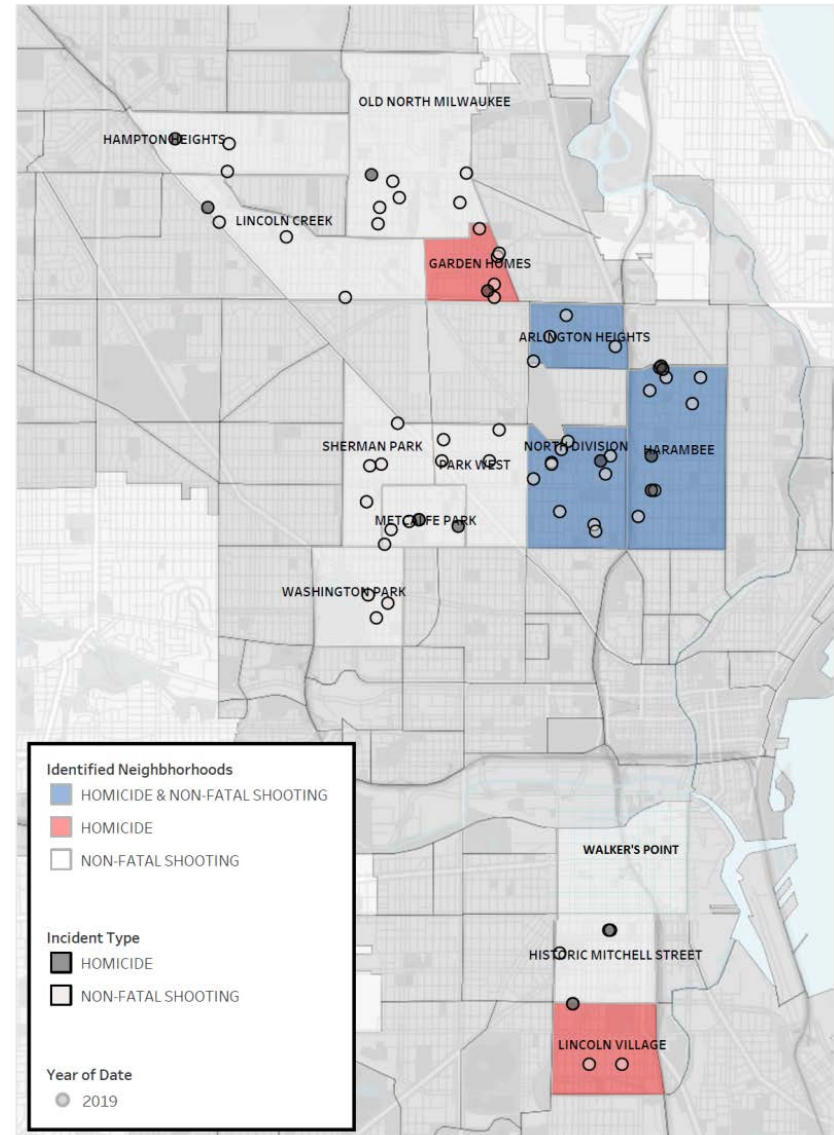 OLD NORTH MILWAUKEE
HAMPTON HEIGHTS
LINCOLN CREEK
GARDEN HOMES
ARLINGTON HEIGHTS
SHERMAN PARK
NORTH DIVISION
HARAMBEE
PARK WEST
METCALFE PARK
WASHINGTON PARK
WALKER'S POINT
HISTORIC MITCHELL STREET
LINCOLN VILLAGE
Identified Neighbhorhoods
HOMICIDE & NON-FATAL SHOOTING
HOMICIDE
NON-FATAL SHOOTING
Incident Type
HOMICIDE
NON-FATAL SHOOTING
Year of Date
2019